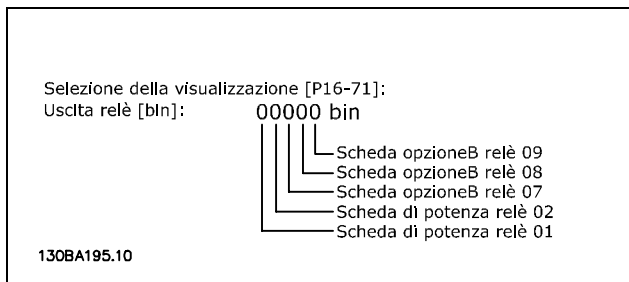 Selezione della visualizzazione [P16-71]:
Uscita relè [bin]: 00000 bin
Scheda opzioneB relè 09
Scheda opzioneB relè 08
Scheda opzioneB relè 07
Scheda di potenza relè 02
Scheda di potenza relè 01
130BA195.10